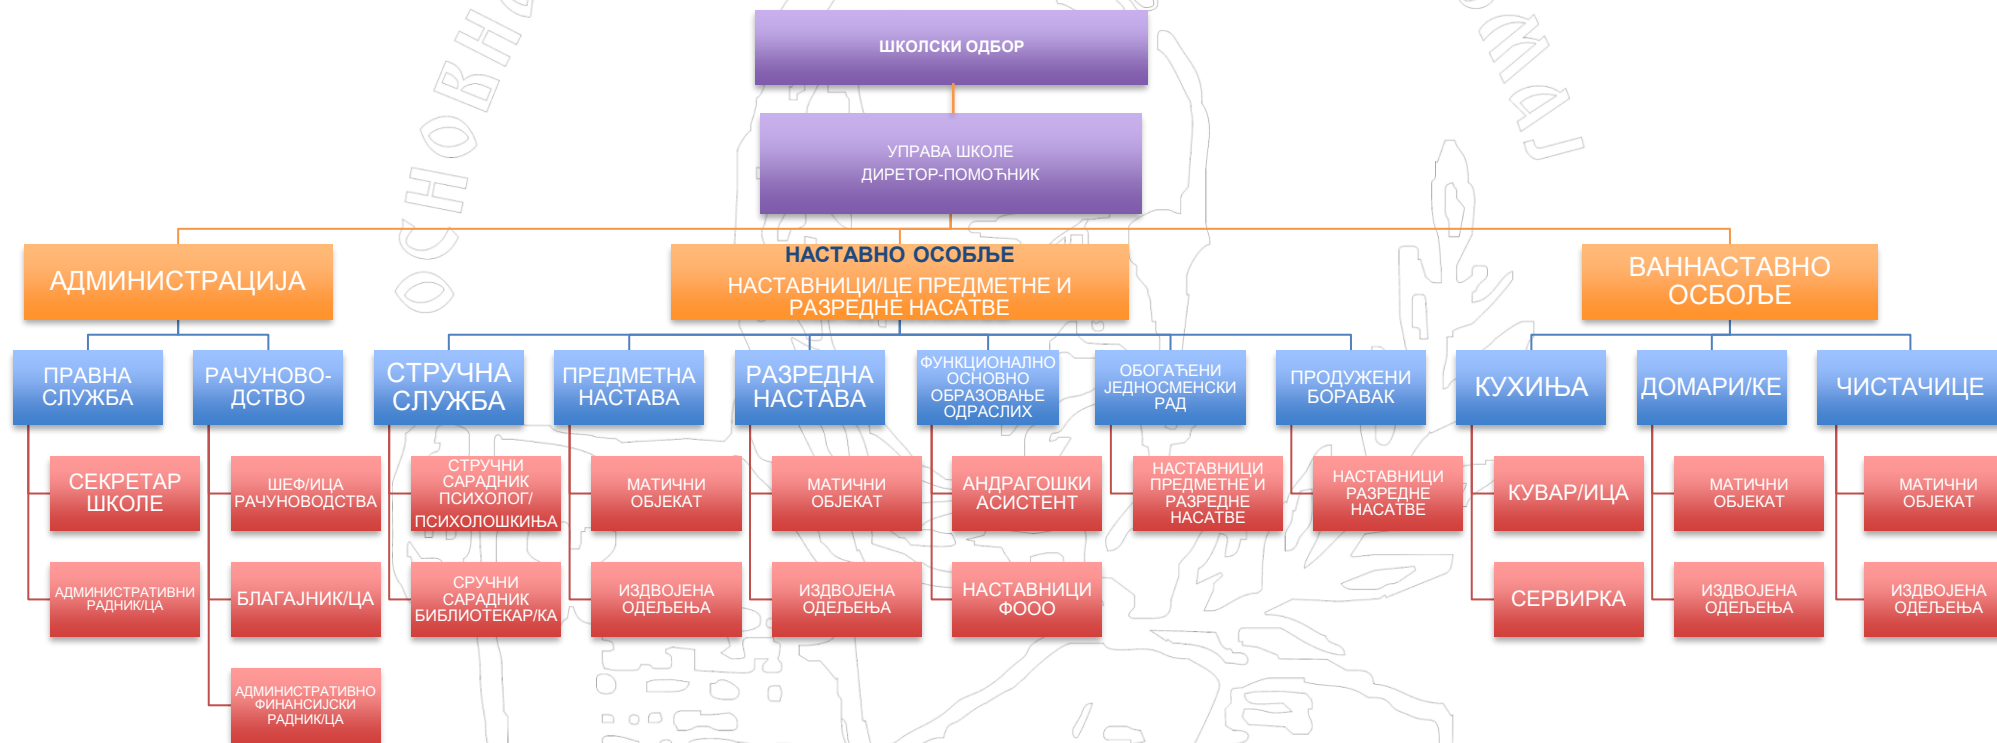 ОСНОВНА
МАЈ
ШКОЛСКИ ОДБОР
УПРАВА ШКОЛЕ
ДИРЕТОР-ПОМОЋНИК
АДМИНИСТРАЦИЈА
НАСТАВНО ОСОБЉЕ
НАСТАВНИЦИ/ЦЕ ПРЕДМЕТНЕ И
РАЗРЕДНЕ НАСАТВЕ
ВАННАСТАВНО
ОСБОЉЕ
ПРАВНА
СЛУЖБА
РАЧУНОВО-
ДСТВО
СТРУЧНА
СЛУЖБА
ПРЕДМЕТНА
НАСТАВА
РАЗРЕДНА
НАСТАВА
ФУНКЦИОНАЛНО
ОСНОВНО
ОБРАЗОВАЊЕ
ОДРАСЛИХ
ОБОГАЋЕНИ
ЈЕДНОСМЕНСКИ
РАД
ПРОДУЖЕНИ
БОРАВАК
КУХИЊА
ДОМАРИ/КЕ
ЧИСТАЧИЦЕ
СЕКРЕТАР
ШКОЛЕ
ШЕФ/ИЦА
РАЧУНОВОДСТВА
СТРУЧНИ
САРАДНИК
ПСИХОЛОГ/
ПСИХОЛОШКИЊА
МАТИЧНИ
ОБЈЕКАТ
МАТИЧНИ
ОБЈЕКАТ
АНДРАГОШКИ
АСИСТЕНТ
НАСТАВНИЦИ
ПРЕДМЕТНЕ И
РАЗРЕДНЕ
НАСАТВЕ
НАСТАВНИЦИ
РАЗРЕДНЕ
НАСАТВЕ
КУВАР/ИЦА
МАТИЧНИ
ОБЈЕКАТ
МАТИЧНИ
ОБЈЕКАТ
АДМИНИСТРАТИВНИ
РАДНИК/ЦА
БЛАГАЈНИК/ЦА
СРУЧНИ
САРАДНИК
БИБЛИОТЕКАР/КА
ИЗДВОЈЕНА
ОДЕЉЕЊА
ИЗДВОЈЕНА
ОДЕЉЕЊА
НАСТАВНИЦИ
ФООО
СЕРВИРКА
ИЗДВОЈЕНА
ОДЕЉЕЊА
ИЗДВОЈЕНА
ОДЕЉЕЊА
АДМИНИСТРАТИВНО
ФИНАНСИЈСКИ
РАДНИК/ЦА